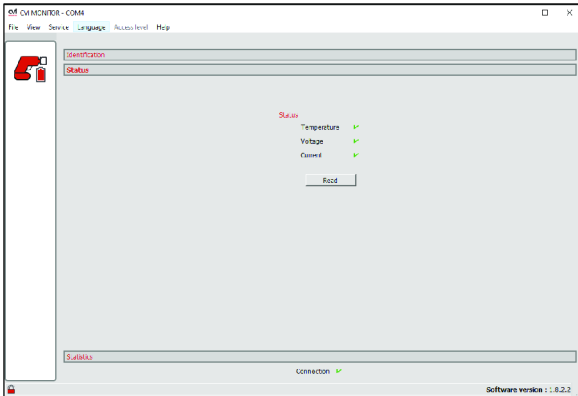 CVI MONITOR - COM4
File View Service Language Access level Help
Identification
Status
Status
Temperature
Voltage
Current
Read
Statistics
Connection
Software version : 1.8.2.2